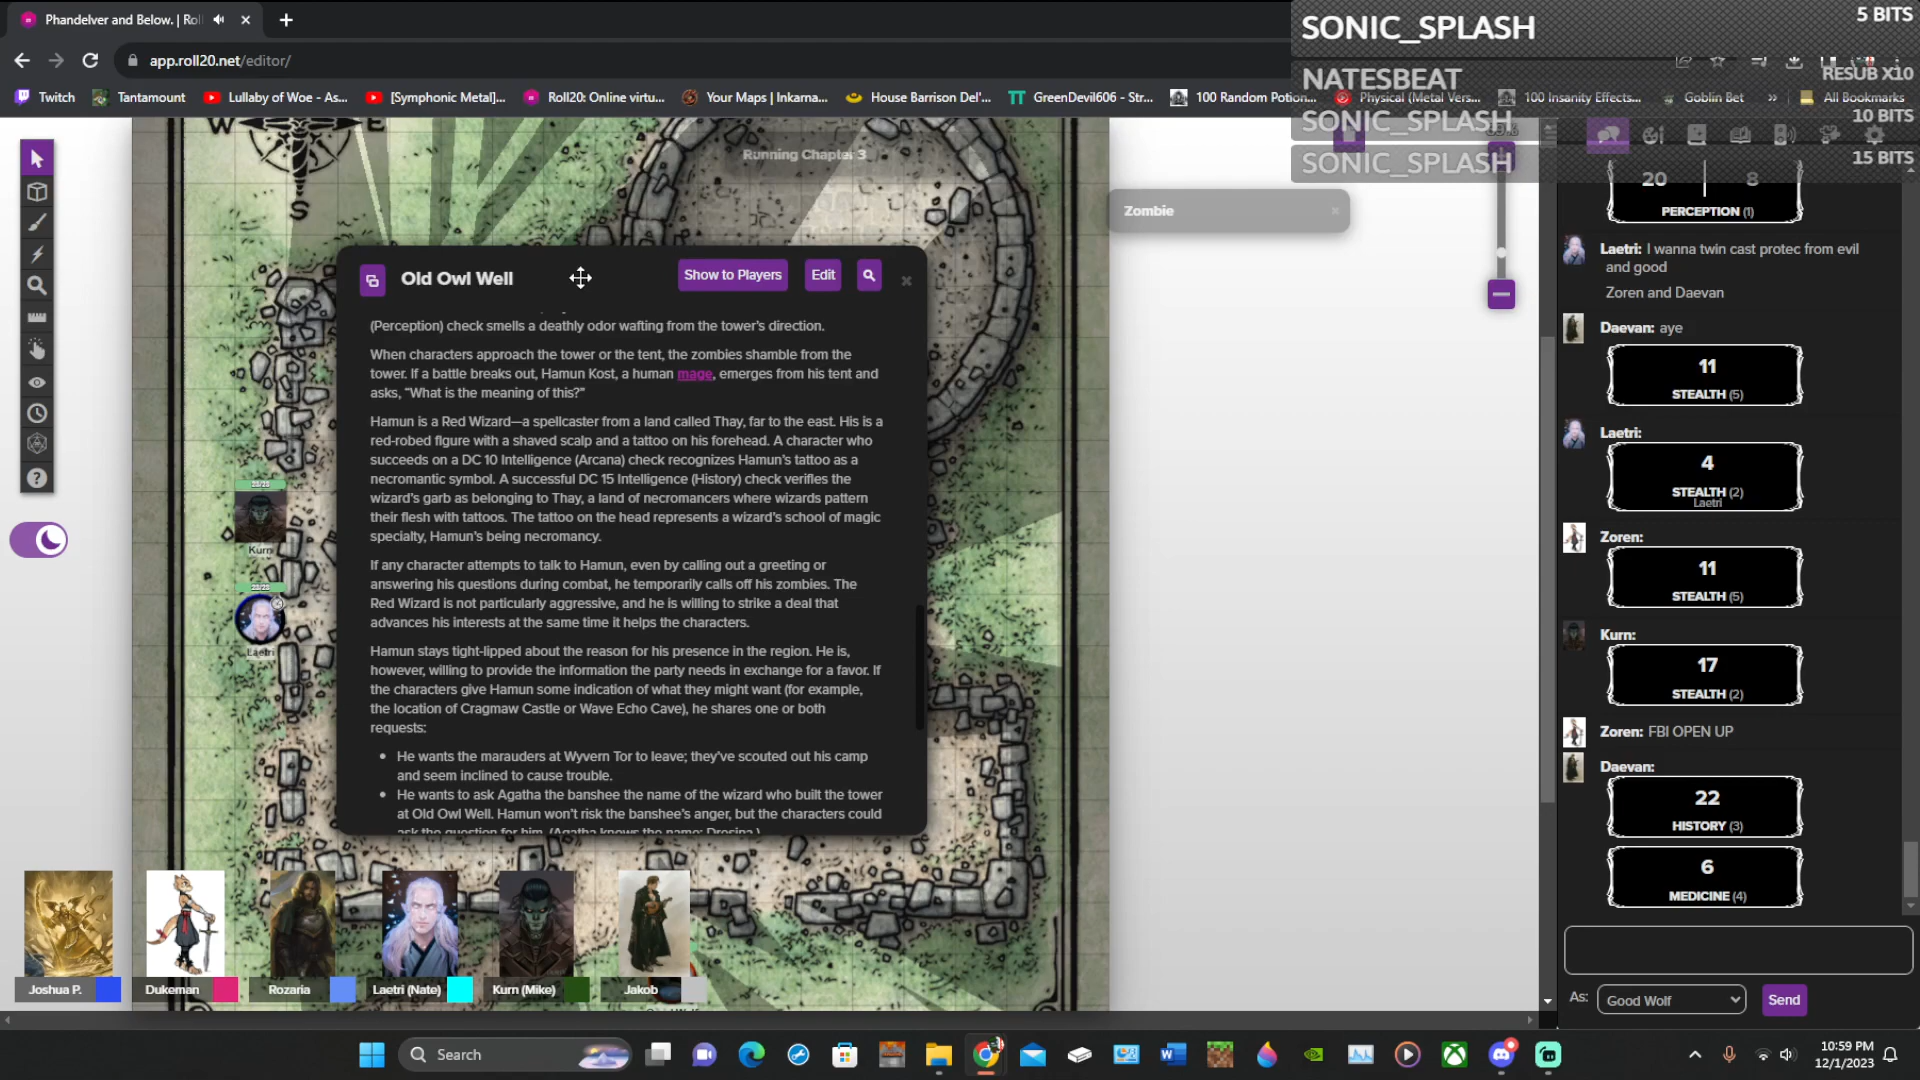 Phandelver and Below. | Roll
SONIC_SPLASH
5 BITS
app.roll20.net/editor/
NATESBEAT
RESUB X10
Twitch
Tantamount
Lullaby of Woe - As...
[Symphonic Metal]...
Roll20: Online virtu...
Your Maps | Inkarna...
House Barrison Del'...
GreenDevil606 - Str...
100 Random Potion...
Physical (Metal Vers...
100 Insanity Effects...
Goblin Bet
»
All Bookmarks
SONIC_SPLASH
10 BITS
SONIC_SPLASH
15 BITS
W
E
S
Running Chapter 3
Zombie
Old Owl Well
Show to Players
Edit
(Perception) check smells a deathly odor wafting from the tower's direction.
When characters approach the tower or the tent, the zombies shamble from the
tower. If a battle breaks out, Hamun Kost, a human mage, emerges from his tent and
asks, "What is the meaning of this?"
Hamun is a Red Wizard—a spellcaster from a land called Thay, far to the east. His is a
red-robed figure with a shaved scalp and a tattoo on his forehead. A character who
succeeds on a DC 10 Intelligence (Arcana) check recognizes Hamun's tattoo as a
necromantic symbol. A successful DC 15 Intelligence (History) check verifies the
wizard's garb as belonging to Thay, a land of necromancers where wizards pattern
their flesh with tattoos. The tattoo on the head represents a wizard's school of magic
specialty, Hamun's being necromancy.
If any character attempts to talk to Hamun, even by calling out a greeting or
answering his questions during combat, he temporarily calls off his zombies. The
Red Wizard is not particularly aggressive, and he is willing to strike a deal that
advances his interests at the same time it helps the characters.
Hamun stays tight-lipped about the reason for his presence in the region. He is,
however, willing to provide the information the party needs in exchange for a favor. If
the characters give Hamun some indication of what they might want (for example,
the location of Cragmaw Castle or Wave Echo Cave), he shares one or both
requests:
• He wants the marauders at Wyvern Tor to leave; they've scouted out his camp
and seem inclined to cause trouble.
• He wants to ask Agatha the banshee the name of the wizard who built the tower
at Old Owl Well. Hamun won't risk the banshee's anger, but the characters could
ask the question for him. (Agatha knows the name: Drosina.)
Kurn
Laetri
20
8
PERCEPTION (1)
Laetri: I wanna twin cast protec from evil
and good
Zoren and Daevan
Daevan: aye
11
STEALTH (5)
Laetri:
4
STEALTH (2)
Laetri
Zoren:
11
STEALTH (5)
Kurn:
17
STEALTH (2)
Zoren: FBI OPEN UP
Daevan:
22
HISTORY (3)
6
MEDICINE (4)
As:
Good Wolf
Send
Joshua P.
Dukeman
Rozaria
Laetri (Nate)
Kurn (Mike)
Jakob
Search
10:59 PM
12/1/2023